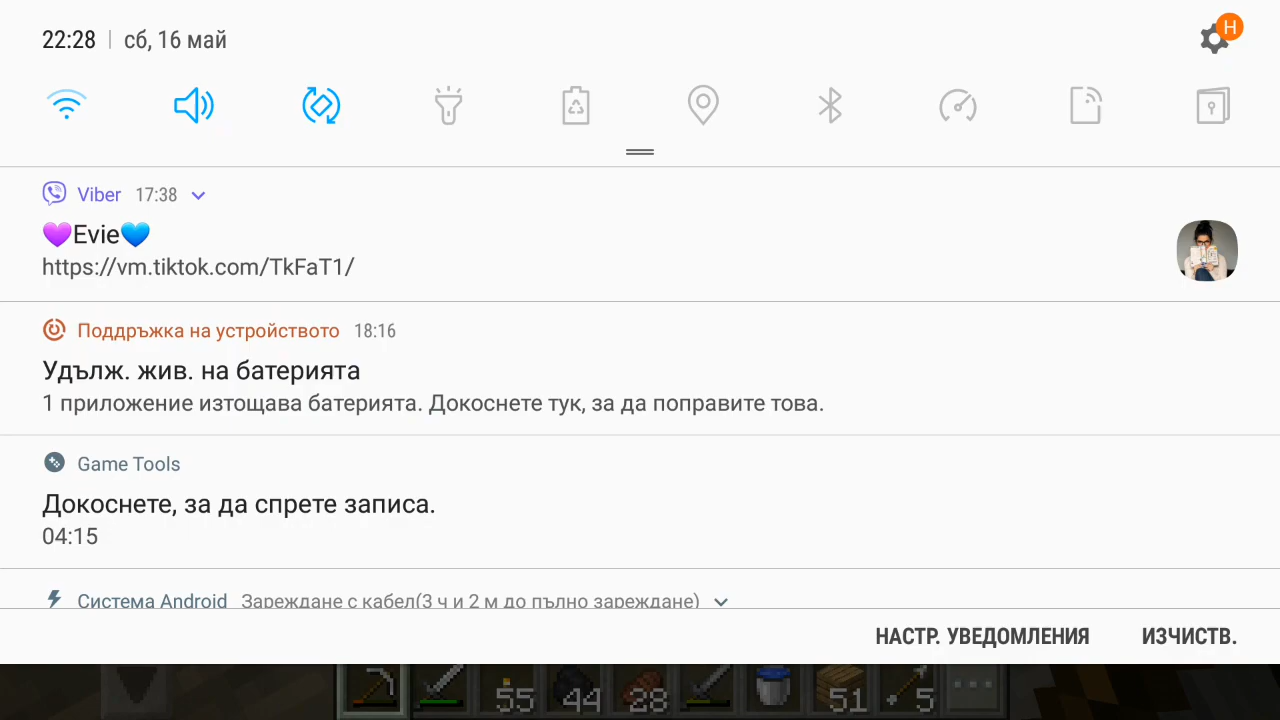 22:28 | сб, 16 май
H
Viber 17:38
💜Evie💙
https://vm.tiktok.com/TkFaT1/
Поддръжка на устройството 18:16
Удълж. жив. на батерията
1 приложение изтощава батерията. Докоснете тук, за да поправите това.
Game Tools
Докоснете, за да спрете записа.
04:15
Система Android Зареждане с кабел(3 ч и 2 м до пълно зареждане)
НАСТР. УВЕДОМЛЕНИЯ ИЗЧИСТВ.
55 44 28 51 5